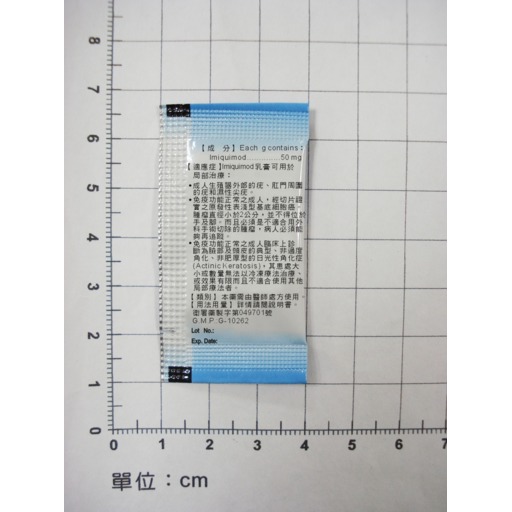 【成 分】Each g contains:
Imiquimod..................50 mg
【適應症】Imiquimod乳膏可用於
局部治療:
•成人生殖器外部的疣、肛門周圍
的疣和濕性尖疣。
•免疫功能正常之成人,經切片證
實之原發性表淺型基底細胞癌。
腫瘤直徑小於2公分,並不得位於
手及腳。而且必須是不適合用外
科手術切除的腫瘤,病人必須能
夠再追蹤。
•免疫功能正常之成人臨床上診
斷為臉部及頭皮的典型、非過度
角化、非肥厚型的日光性角化症
(Actinic Keratosis),其患處大
小或數量無法以冷凍療法治療、
或效果有限而且不適合使用其他
局部療法者。
【類別】本藥需由醫師處方使用。
【用法用量】詳情請閱說明書。
衛署藥製字第049701號
G.M.P:G-10262
Lot No.:
Exp. Date:
8
7
6
5
4
3
2
1
0
0 1 2 3 4 5 6 7
單位:cm